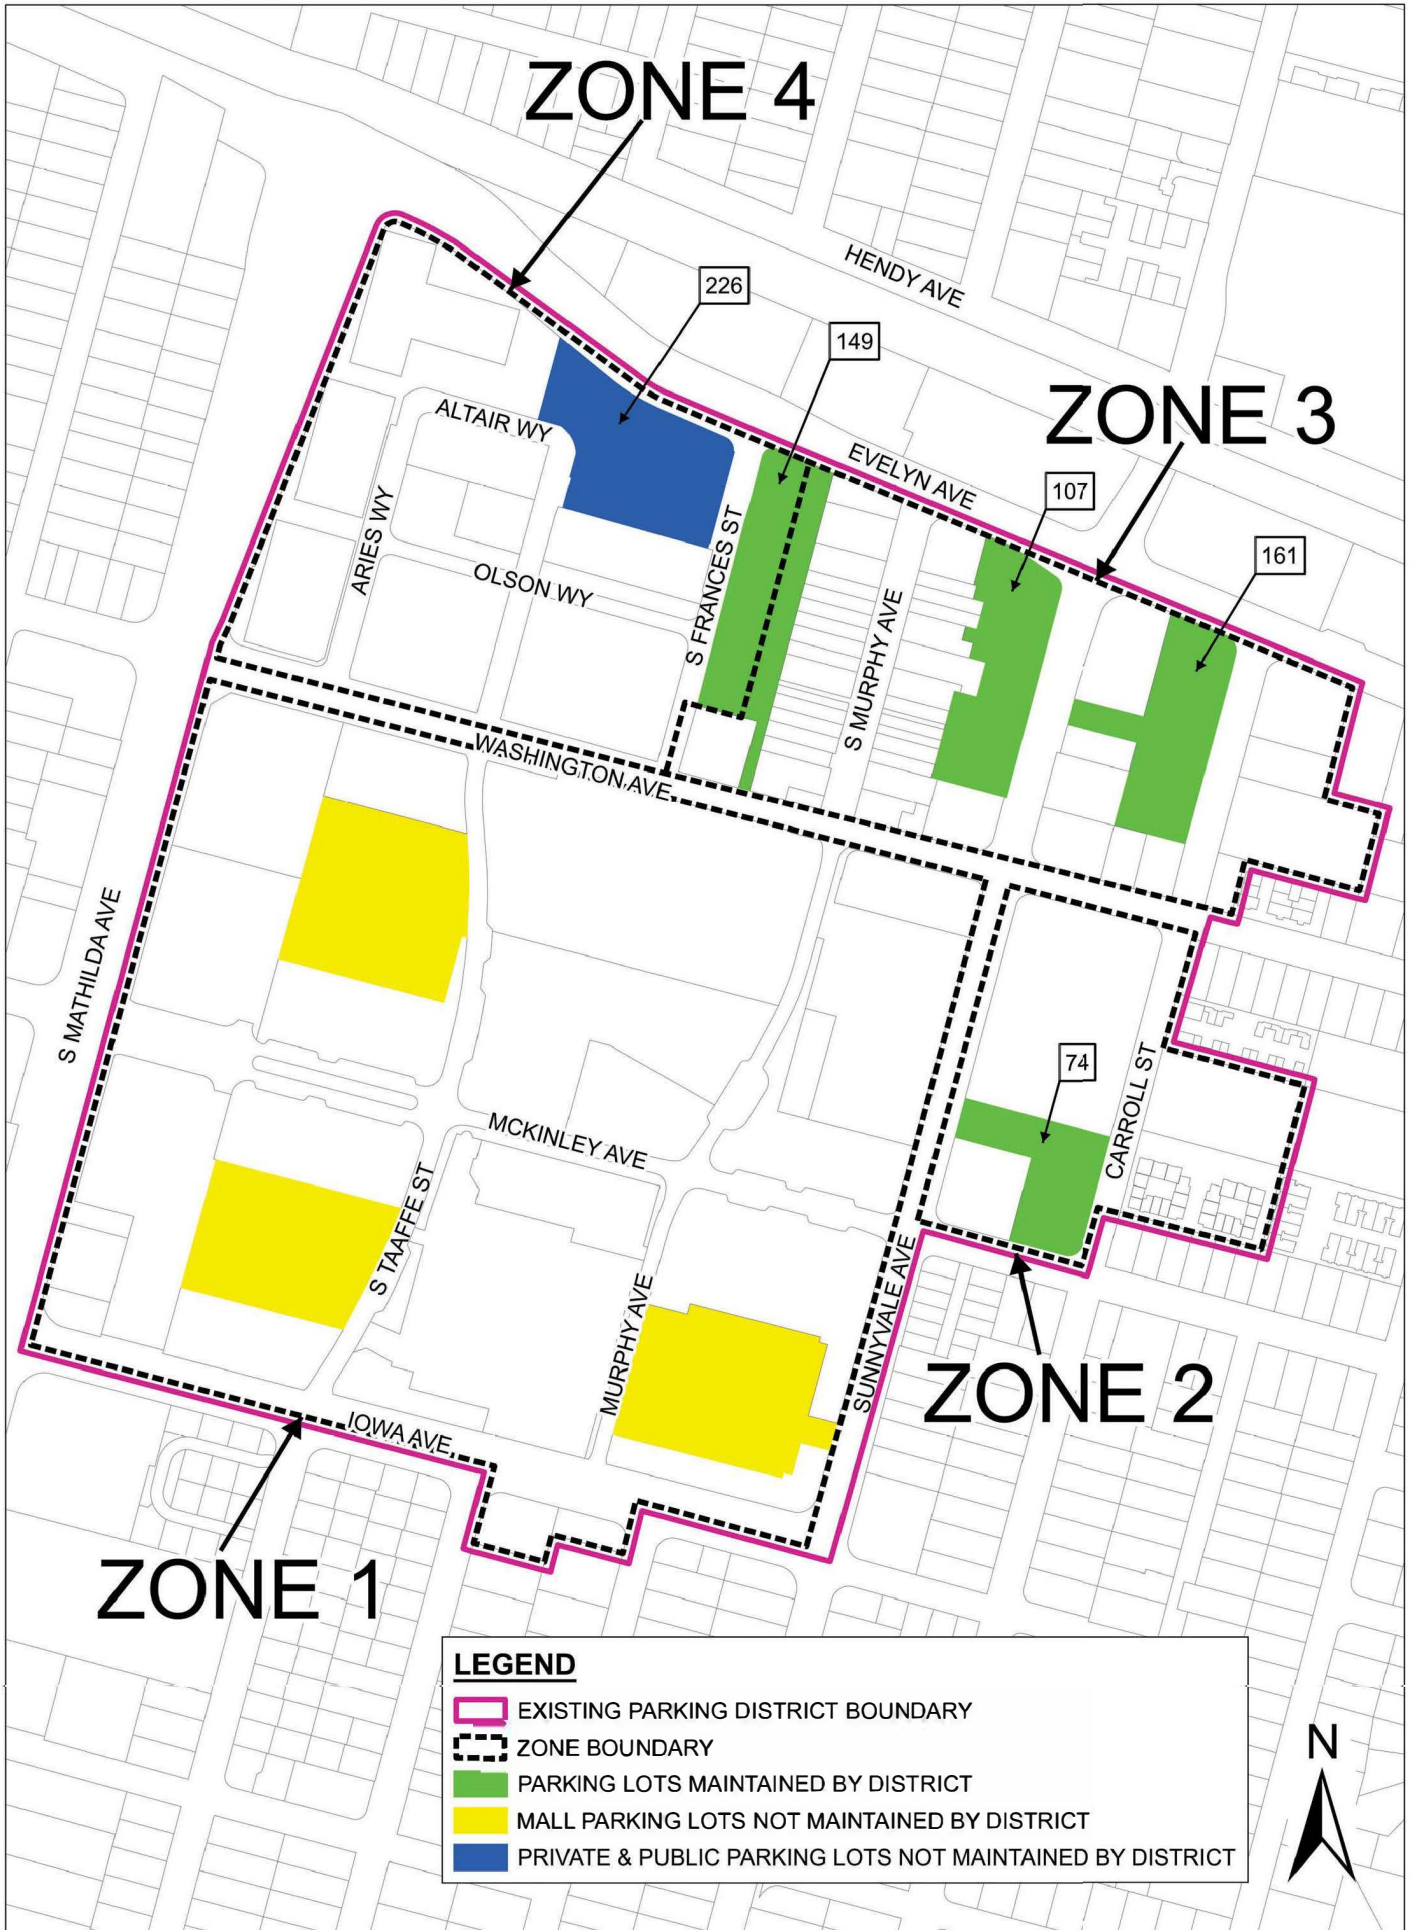 ZONE 4
HENDY AVE
226
149
ZONE 3
ALTAIR WY
EVELYN AVE
107
ARIES WY
S FRANCES ST
161
OLSON WY
S MURPHY AVE
WASHINGTON AVE
S MATHILDA AVE
74
CARROLL ST
MCKINLEY AVE
S TAAFFE ST
SUNNYVALE AVE
MURPHY AVE
ZONE 2
IOWA AVE
ZONE 1
LEGEND
EXISTING PARKING DISTRICT BOUNDARY
ZONE BOUNDARY
PARKING LOTS MAINTAINED BY DISTRICT
MALL PARKING LOTS NOT MAINTAINED BY DISTRICT
PRIVATE & PUBLIC PARKING LOTS NOT MAINTAINED BY DISTRICT
N